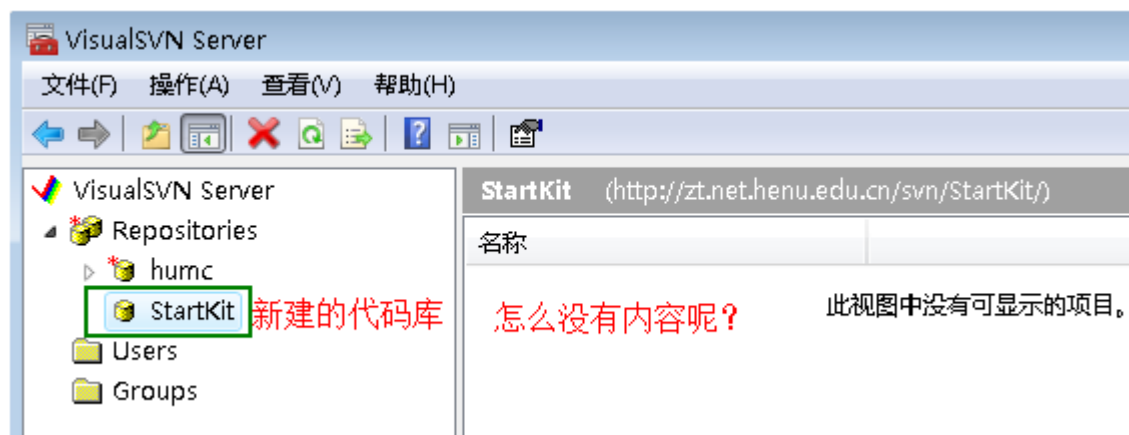 VisualSVN Server
文件(F) 操作(A) 查看(V) 帮助(H)
VisualSVN Server
Repositories
humc
StartKit
新建的代码库
Users
Groups
StartKit (http://zt.net.henu.edu.cn/svn/StartKit/)
名称
怎么没有内容呢？
此视图中没有可显示的项目。